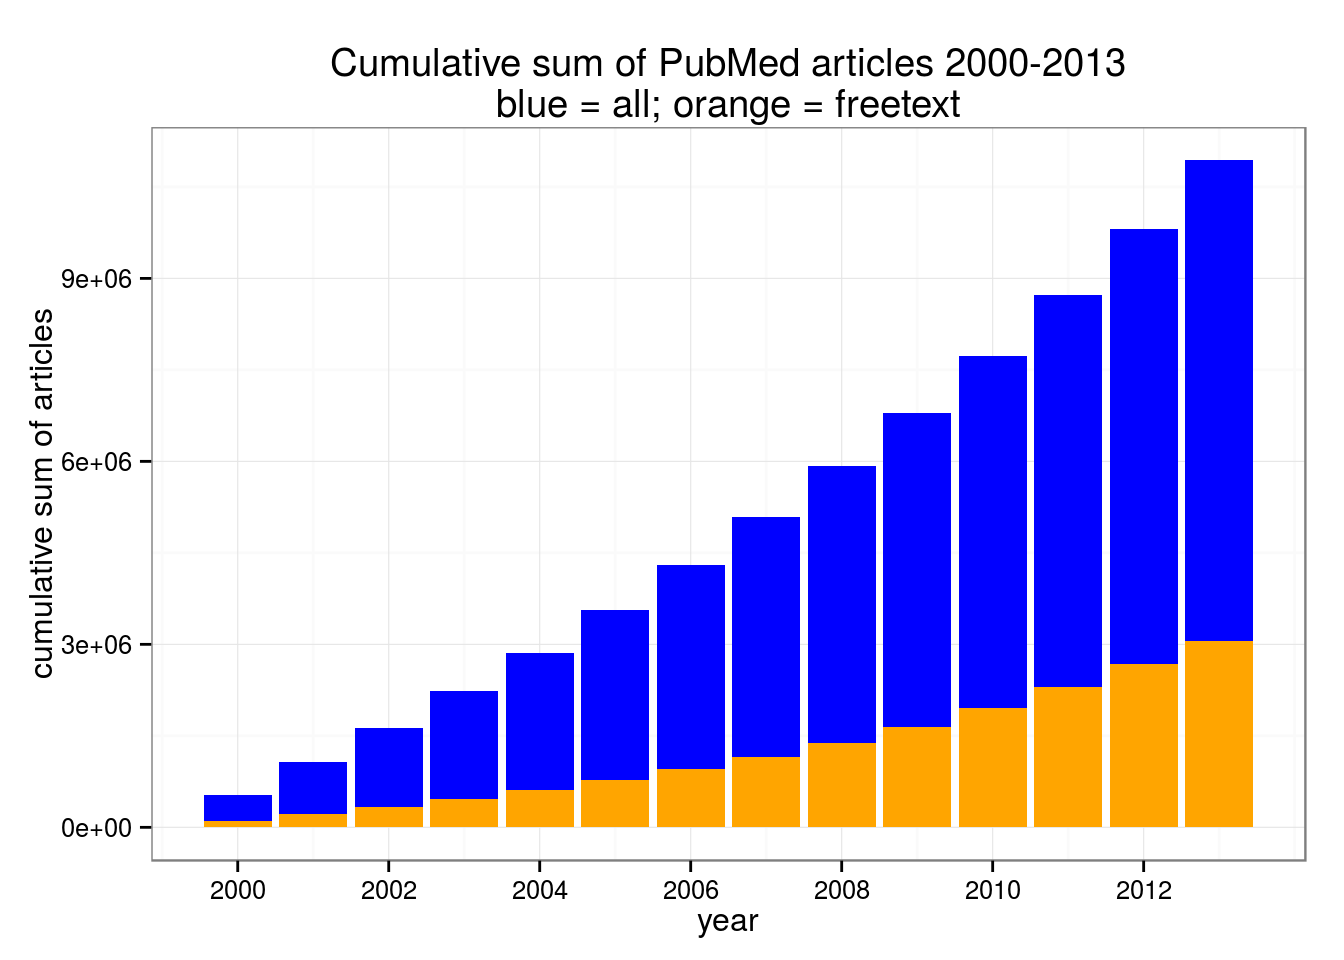 Cumulative sum of PubMed articles 2000-2013
blue = all; orange = freetext
cumulative sum of articles
9e+06
6e+06
3e+06
0e+00
2000 2002 2004 2006 2008 2010 2012
year